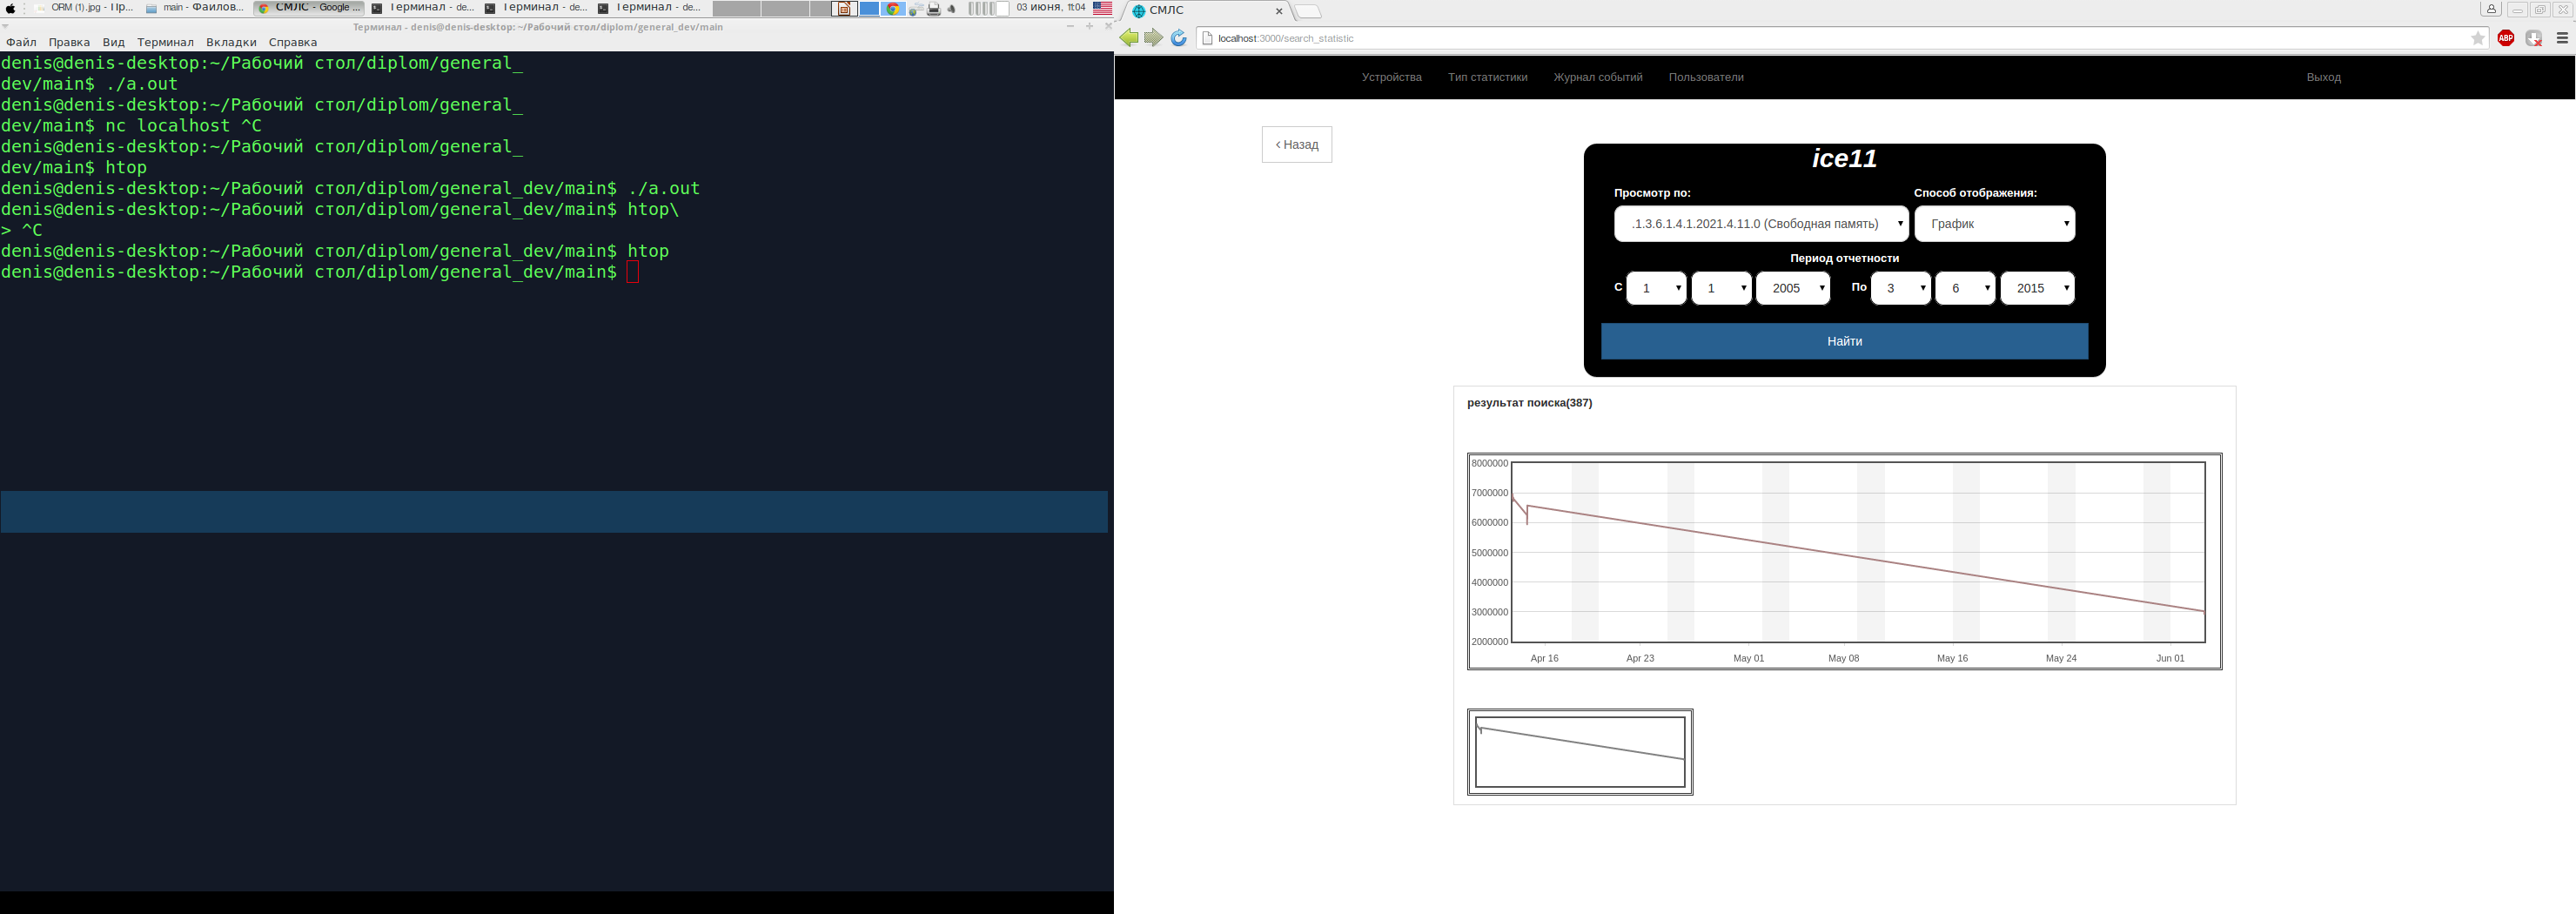 ORM (1).jpg - Пр...
main - Файлов...
СМЛС - Google ...
Терминал - de...
Терминал - de...
Терминал - de...
03 июня, 11:04
Терминал - denis@denis-desktop: ~/Рабочий стол/diplom/general_dev/main
Файл Правка Вид Терминал Вкладки Справка
denis@denis-desktop:~/Рабочий стол/diplom/general_
dev/main$ ./a.out
denis@denis-desktop:~/Рабочий стол/diplom/general_
dev/main$ nc localhost ^C
denis@denis-desktop:~/Рабочий стол/diplom/general_
dev/main$ htop
denis@denis-desktop:~/Рабочий стол/diplom/general_dev/main$ ./a.out
denis@denis-desktop:~/Рабочий стол/diplom/general_dev/main$ htop\
> ^C
denis@denis-desktop:~/Рабочий стол/diplom/general_dev/main$ htop
denis@denis-desktop:~/Рабочий стол/diplom/general_dev/main$
СМЛС
localhost:3000/search_statistic
ABP
Устройства Тип статистики Журнал событий Пользователи Выход
‹ Назад
ice11
Просмотр по: Способ отображения:
.1.3.6.1.4.1.2021.4.11.0 (Свободная память) График
Период отчетности
С 1 1 2005 По 3 6 2015
Найти
результат поиска(387)
8000000
7000000
6000000
5000000
4000000
3000000
2000000
Apr 16 Apr 23 May 01 May 08 May 16 May 24 Jun 01